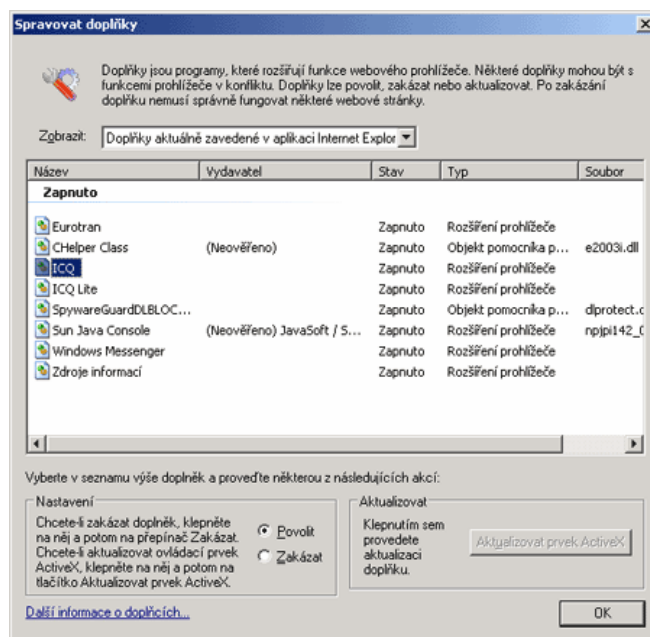 Spravovat doplňky
Doplňky jsou programy, které rozšiřují funkce webového prohlížeče. Některé doplňky mohou být s
funkcemi prohlížeče v konfliktu. Doplňky lze povolit, zakázat nebo aktualizovat. Po zakázání
doplňku nemusí správně fungovat některé webové stránky.
Zobrazit: Doplňky aktuálně zavedené v aplikaci Internet Explor
Název Vydavatel Stav Typ Soubor
Zapnuto
Eurotran Zapnuto Rozšíření prohlížeče
CHelper Class (Neověřeno) Zapnuto Objekt pomocníka p... e2003i.dll
ICQ Zapnuto Rozšíření prohlížeče
ICQ Lite Zapnuto Rozšíření prohlížeče
SpywareGuardDLBLOC... Zapnuto Objekt pomocníka p... dlprotect.c
Sun Java Console (Neověřeno) JavaSoft / S... Zapnuto Rozšíření prohlížeče npjpi142_0
Windows Messenger Zapnuto Rozšíření prohlížeče
Zdroje informací Zapnuto Rozšíření prohlížeče
Vyberte v seznamu výše doplněk a proveďte některou z následujících akcí:
Nastavení
Chcete-li zakázat doplněk, klepněte
na něj a potom na přepínač Zakázat.
Chcete-li aktualizovat ovládací prvek
ActiveX, klepněte na něj a potom na
tlačítko Aktualizovat prvek ActiveX.
Povolit
Zakázat
Aktualizovat
Klepnutím sem
provedete
aktualizaci
doplňku.
Aktualizovat prvek ActiveX
Další informace o doplňcích...
OK